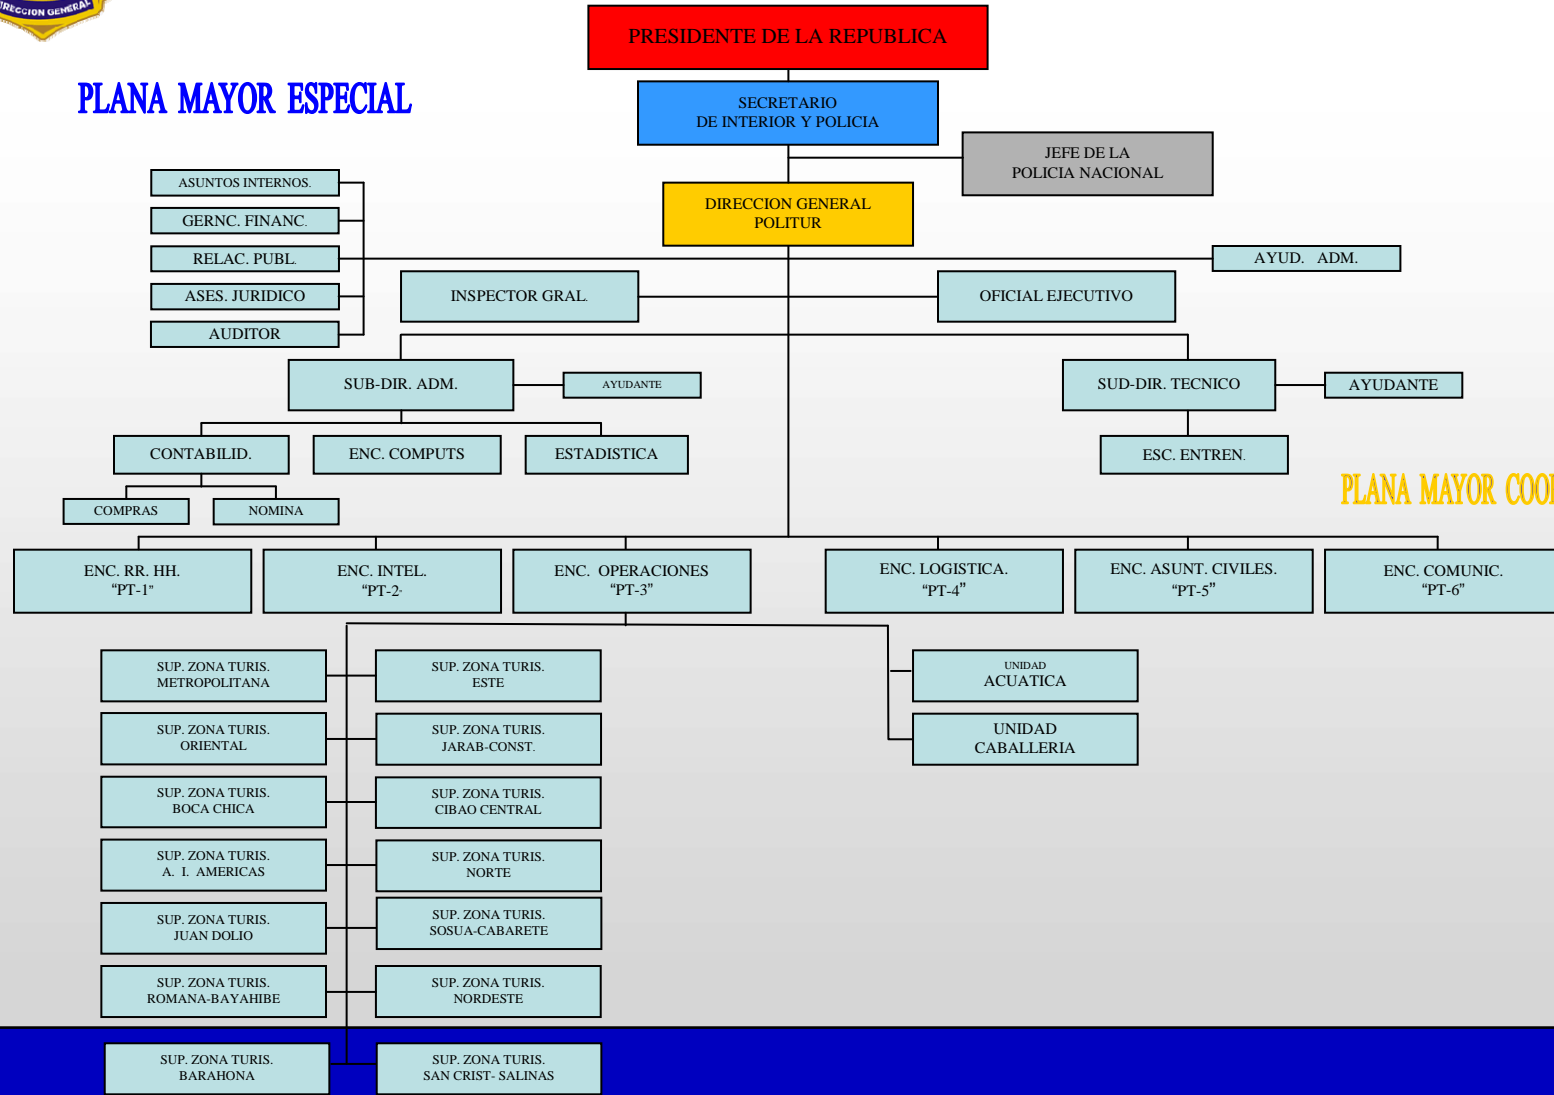 DIRECCION GENERAL
PRESIDENTE DE LA REPUBLICA
PLANA MAYOR ESPECIAL
SECRETARIO
DE INTERIOR Y POLICIA
JEFE DE LA
POLICIA NACIONAL
ASUNTOS INTERNOS.
DIRECCION GENERAL
POLITUR
GERNC. FINANC.
RELAC. PUBL.
AYUD. ADM.
ASES. JURIDICO
INSPECTOR GRAL.
OFICIAL EJECUTIVO
AUDITOR
SUB-DIR. ADM.
AYUDANTE
SUD-DIR. TECNICO
AYUDANTE
CONTABILID.
ENC. COMPUTS
ESTADISTICA
ESC. ENTREN.
PLANA MAYOR
COMPRAS
NOMINA
ENC. RR. HH.
“PT-1”
ENC. INTEL.
“PT-2”
ENC. OPERACIONES
“PT-3”
ENC. LOGISTICA.
“PT-4”
ENC. ASUNT. CIVILES.
“PT-5”
ENC. COMUNIC.
“PT-6”
SUP. ZONA TURIS.
METROPOLITANA
SUP. ZONA TURIS.
ESTE
UNIDAD
ACUATICA
SUP. ZONA TURIS.
ORIENTAL
SUP. ZONA TURIS.
JARAB-CONST.
UNIDAD
CABALLERIA
SUP. ZONA TURIS.
BOCA CHICA
SUP. ZONA TURIS.
CIBAO CENTRAL
SUP. ZONA TURIS.
A. I. AMERICAS
SUP. ZONA TURIS.
NORTE
SUP. ZONA TURIS.
JUAN DOLIO
SUP. ZONA TURIS.
SOSUA-CABARETE
SUP. ZONA TURIS.
ROMANA-BAYAHIBE
SUP. ZONA TURIS.
NORDESTE
SUP. ZONA TURIS.
BARAHONA
SUP. ZONA TURIS.
SAN CRIST- SALINAS